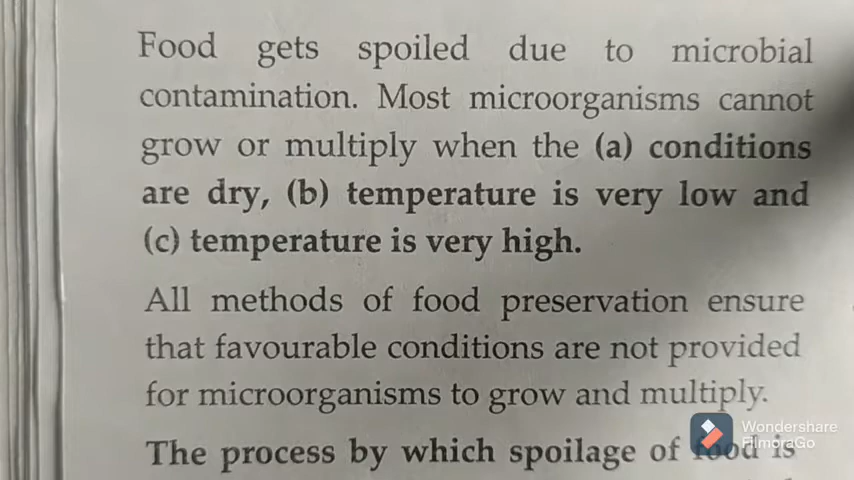 Food gets spoiled due to microbial
contamination. Most microorganisms cannot
grow or multiply when the (a) conditions
are dry, (b) temperature is very low and
(c) temperature is very high.
All methods of food preservation ensure
that favourable conditions are not provided
for microorganisms to grow and multiply.
The process by which spoilage of food is
Wondershare
FilmoraGo